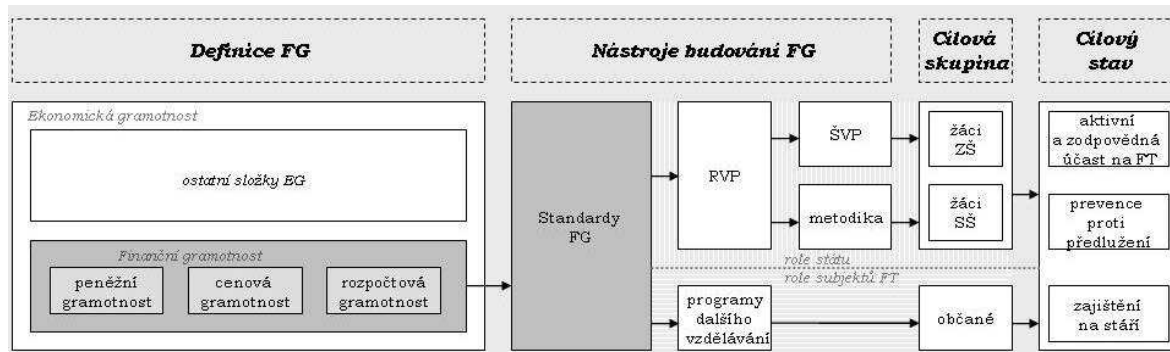 Definice FG
Nástroje budování FG
Cílová
skupina
Cílový
stav
Ekonomická gramotnost
ostatní složky EG
Finanční gramotnost
peněžní
gramotnost
cenová
gramotnost
rozpočtová
gramotnost
Standardy
FG
RVP
ŠVP
metodika
role státu
role subjektů FT
programy
dalšího
vzdělávání
žáci
ZŠ
žáci
SŠ
občané
aktivní
a zodpovědná
účast na FT
prevence
proti
předlužení
zajištění
na stáří